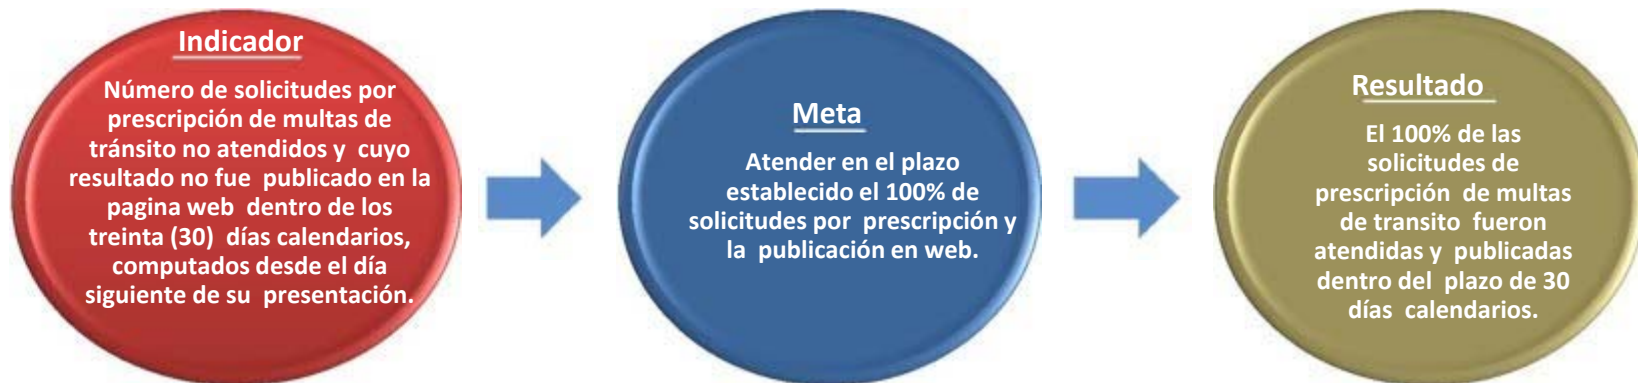 Indicador
Número de solicitudes por
prescripción de multas de
tránsito no atendidos y cuyo
resultado no fue publicado en la
pagina web dentro de los
treinta (30) días calendarios,
computados desde el día
siguiente de su presentación.
Meta
Atender en el plazo
establecido el 100% de
solicitudes por prescripción y
la publicación en web.
Resultado
El 100% de las
solicitudes de
prescripción de multas
de transito fueron
atendidas y publicadas
dentro del plazo de 30
días calendarios.